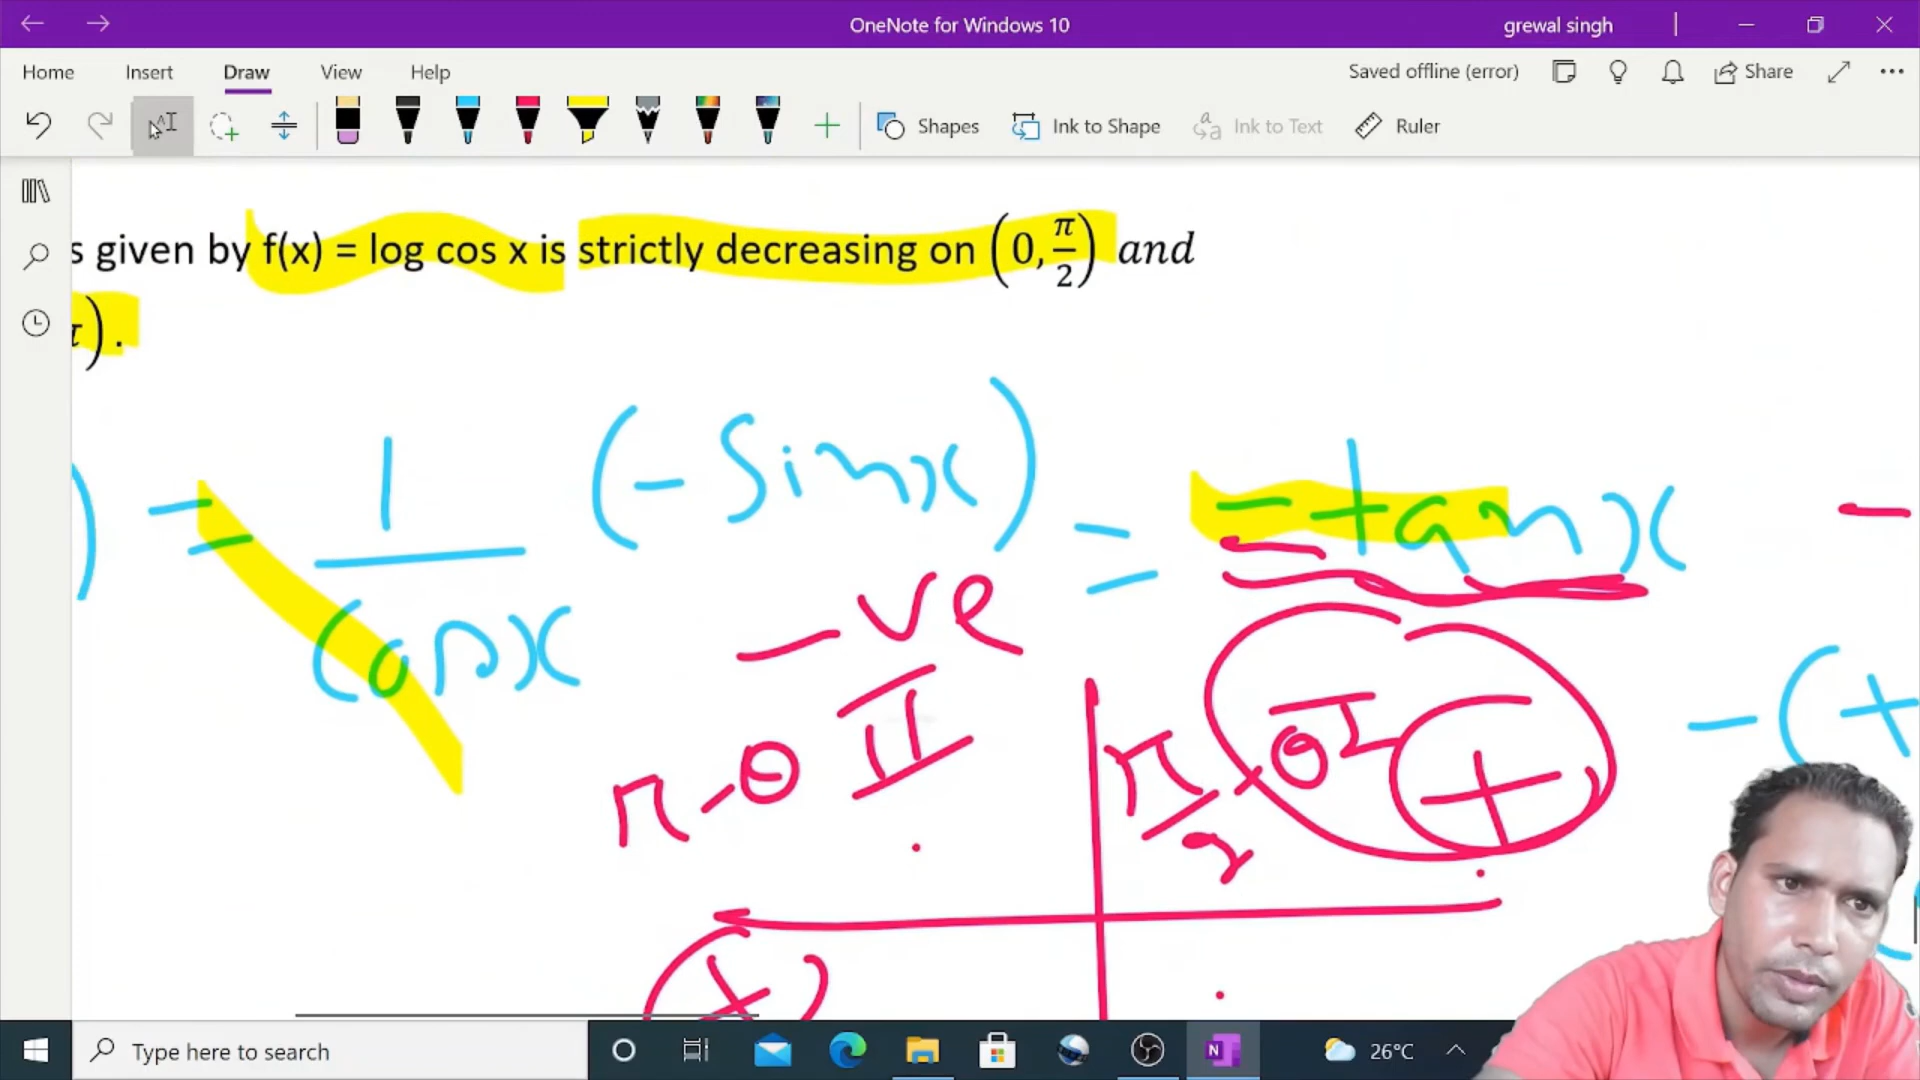 OneNote for Windows 10
grewal singh
Home Insert Draw View Help
Saved offline (error) Share
Shapes Ink to Shape Ink to Text Ruler
s given by f(x) = log cos x is strictly decreasing on (0, π/2) and
π).
) = 1/cosx (-sinx) = -tanx -
-ve
II
π-θ
π/2-θ I +
-(+
+)
Type here to search
N
26°C